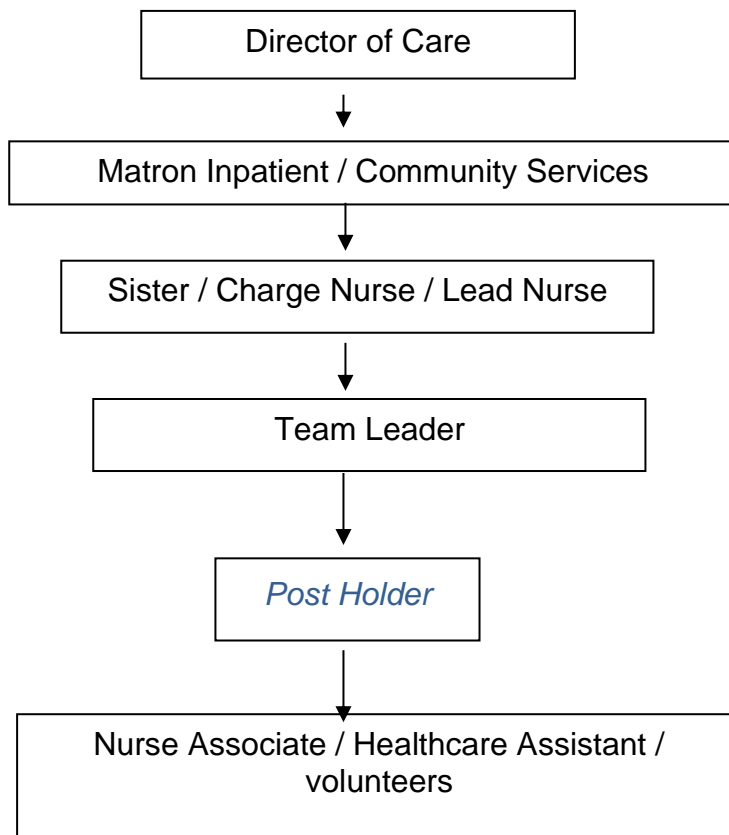 Director of Care
Matron Inpatient / Community Services
Sister / Charge Nurse / Lead Nurse
Team Leader
Post Holder
Nurse Associate / Healthcare Assistant /
volunteers